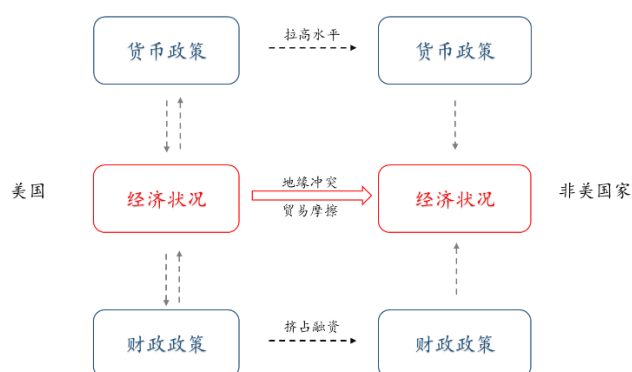 货币政策
拉高水平
货币政策
美国
经济状况
地缘冲突
贸易摩擦
经济状况
非美国家
财政政策
挤占融资
财政政策